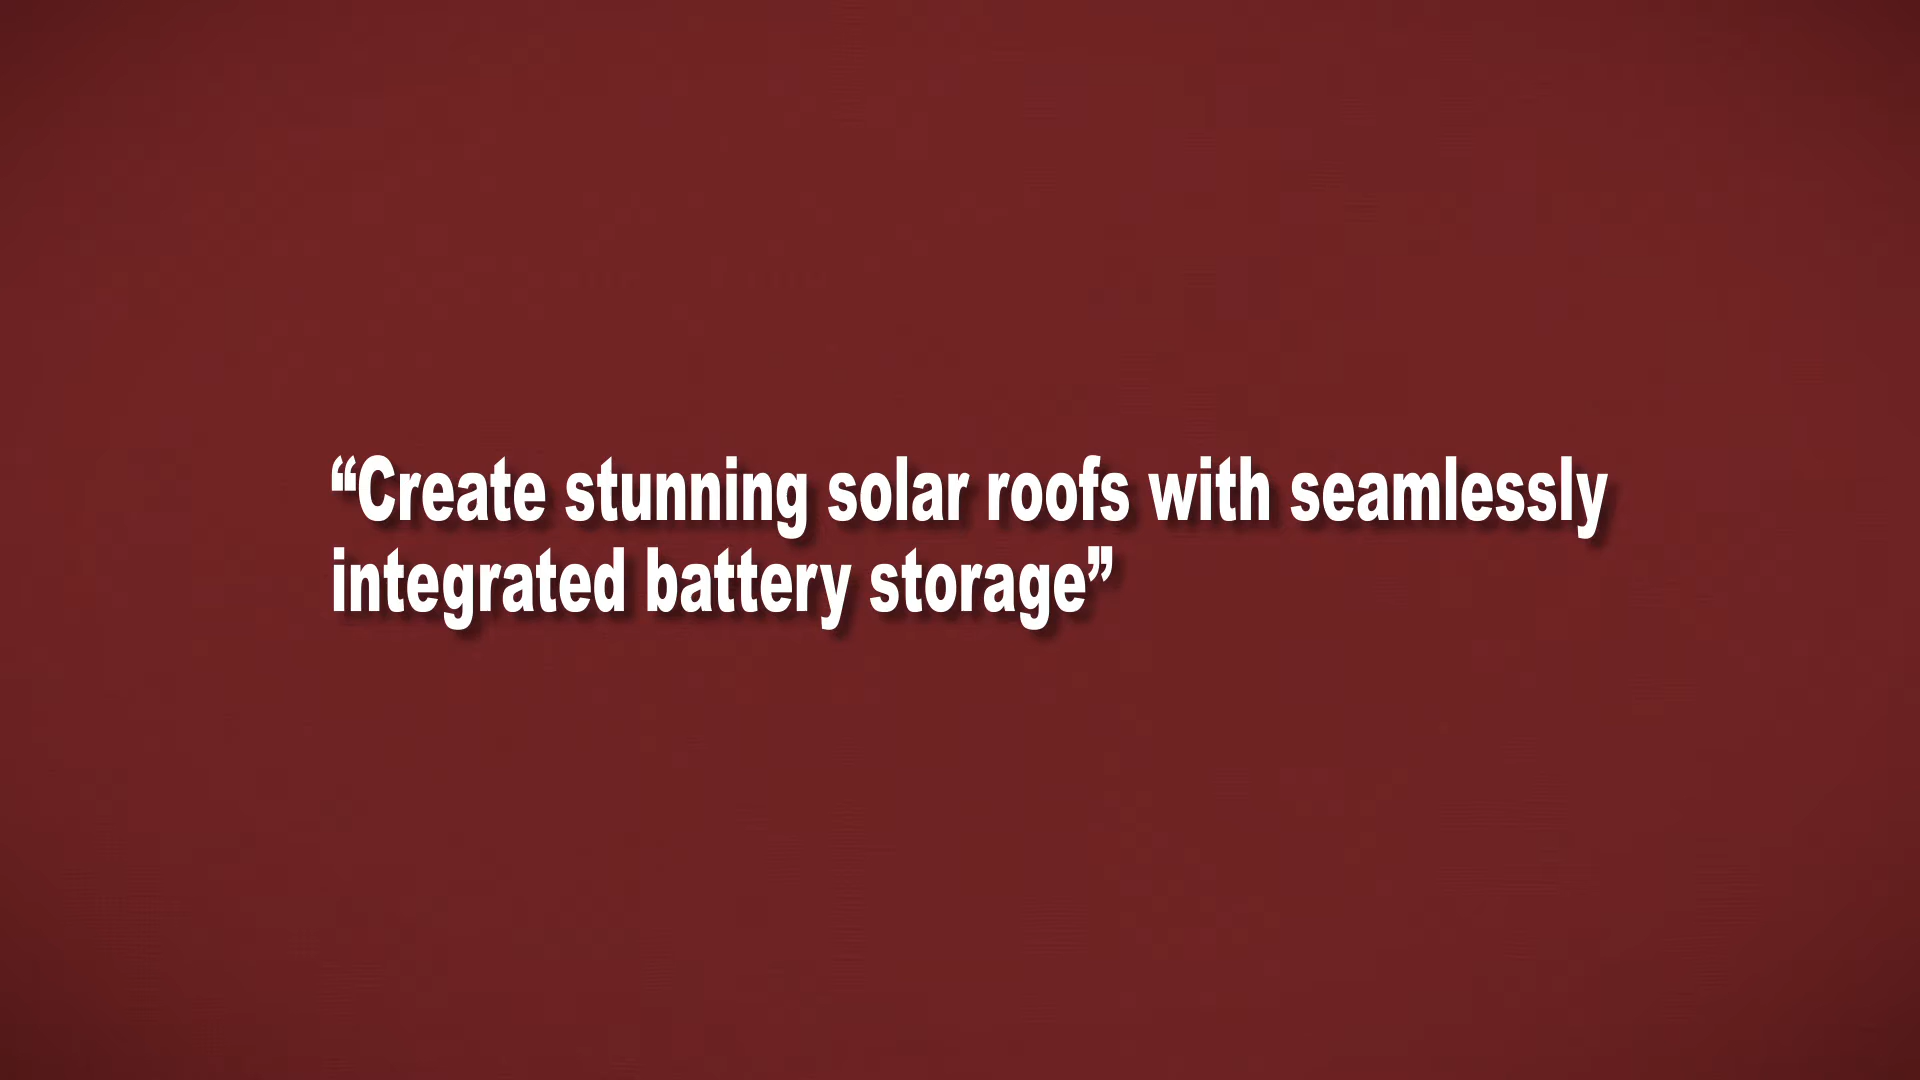 “Create stunning solar roofs with seamlessly
integrated battery storage”